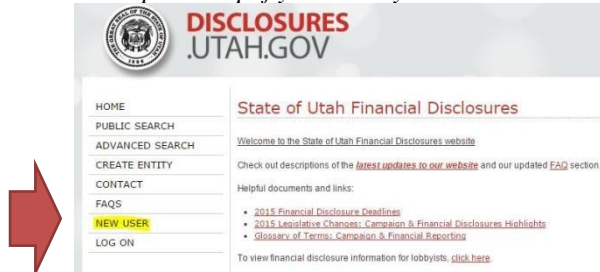 DISCLOSURES
.UTAH.GOV
HOME
PUBLIC SEARCH
ADVANCED SEARCH
CREATE ENTITY
CONTACT
FAQS
NEW USER
LOG ON
State of Utah Financial Disclosures
Welcome to the State of Utah Financial Disclosures website
Check out descriptions of the latest updates to our website and our updated FAQ section
Helpful documents and links:
2015 Financial Disclosure Deadlines
2015 Legislative Changes: Campaign & Financial Disclosures Highlights
Glossary of Terms: Campaign & Financial Reporting
To view financial disclosure information for lobbyists, click here.